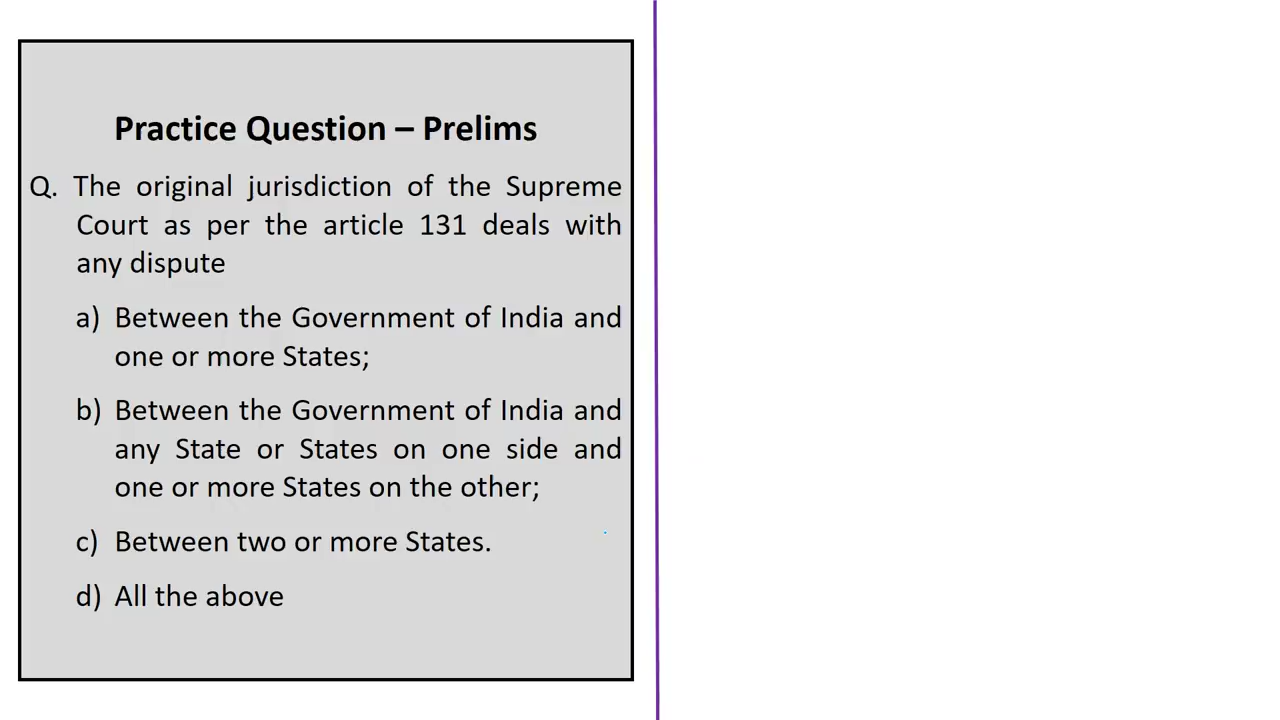 Practice Question – Prelims
Q. The original jurisdiction of the Supreme
Court as per the article 131 deals with
any dispute
a) Between the Government of India and
one or more States;
b) Between the Government of India and
any State or States on one side and
one or more States on the other;
c) Between two or more States.
d) All the above